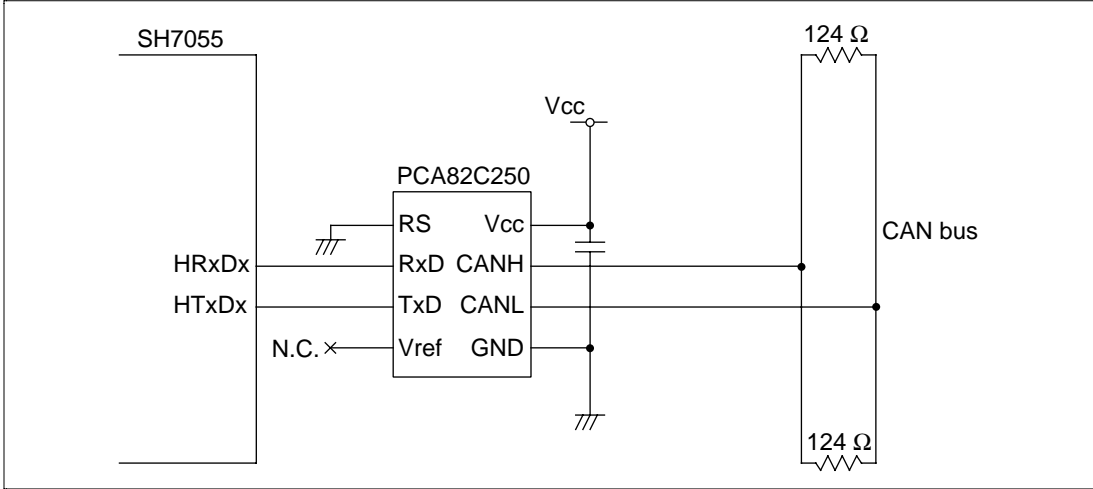 SH7055
124 Ω
Vcc
PCA82C250
RS Vcc
CAN bus
HRxDx RxD CANH
HTxDx TxD CANL
N.C. Vref GND
124 Ω